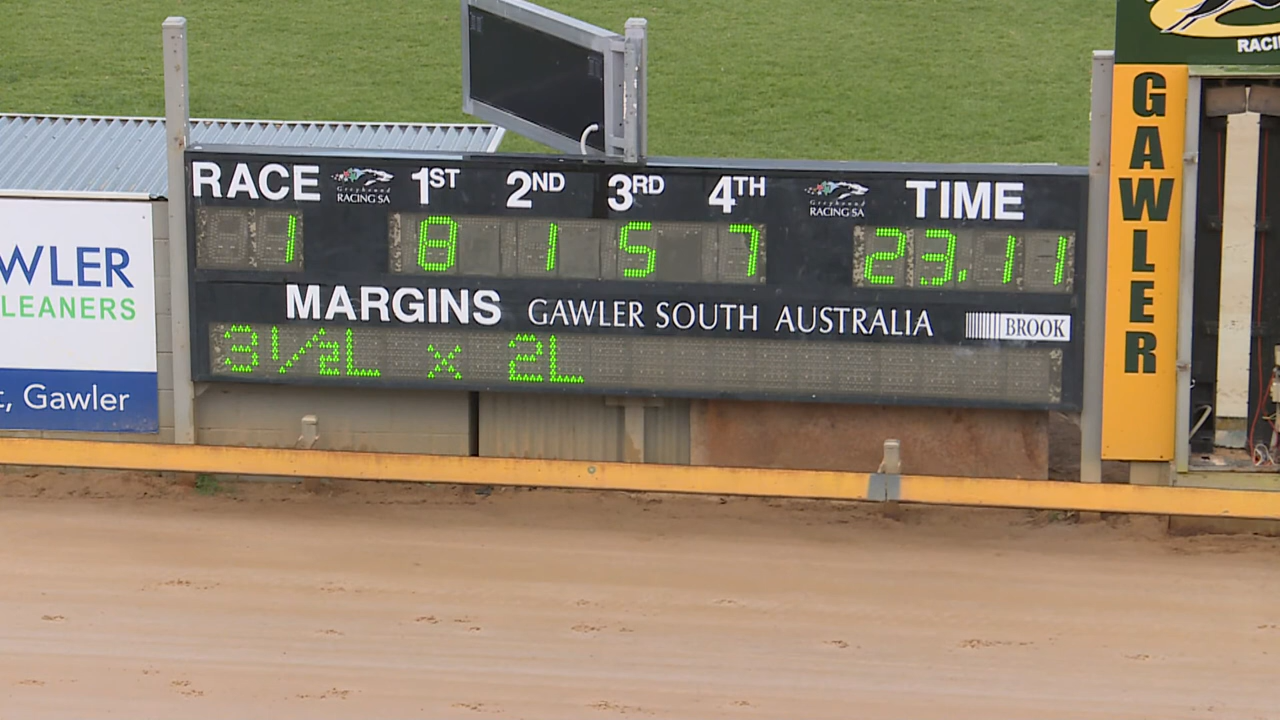 RACING
RACE Greyhound RACING SA 1ST 2ND 3RD 4TH Greyhound RACING SA TIME
1 8 1 5 7 23.11
MARGINS GAWLER SOUTH AUSTRALIA BROOK
3½L x 2L
GAWLER
WLER
LEANERS
, Gawler